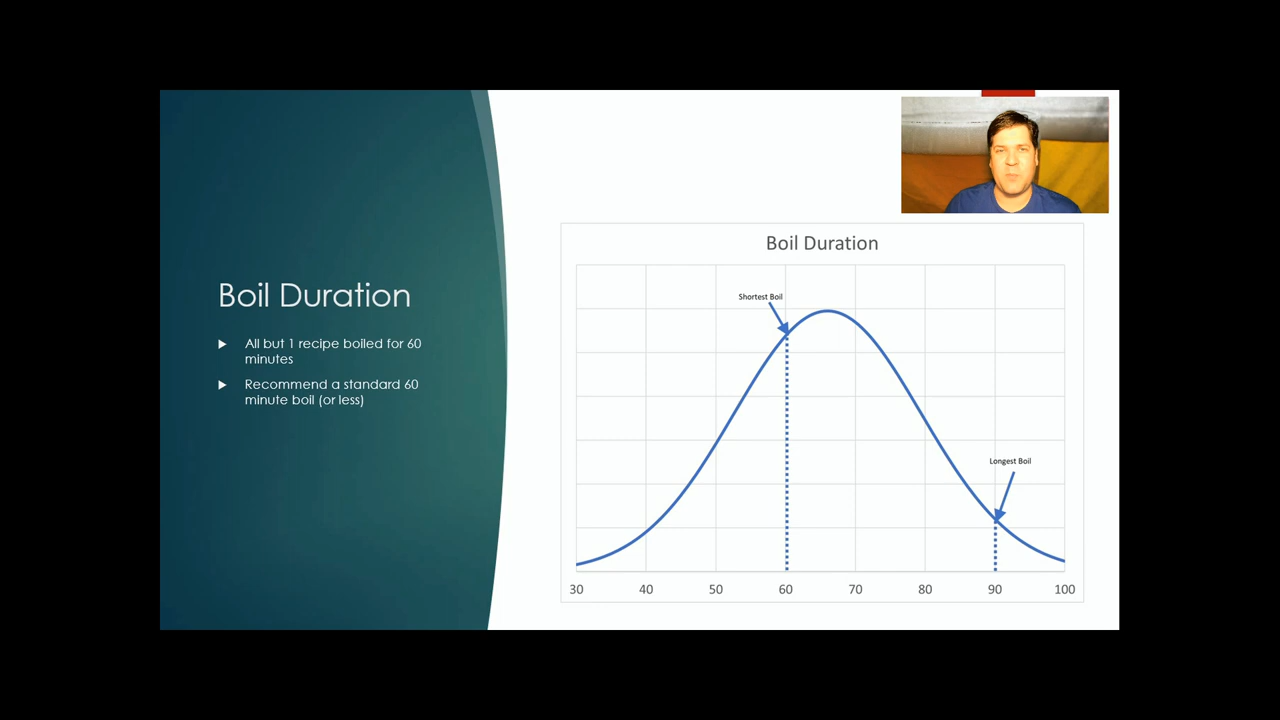 Boil Duration
All but 1 recipe boiled for 60
minutes
Recommend a standard 60
minute boil (or less)
Boil Duration
Shortest Boil
Longest Boil
30 40 50 60 70 80 90 100